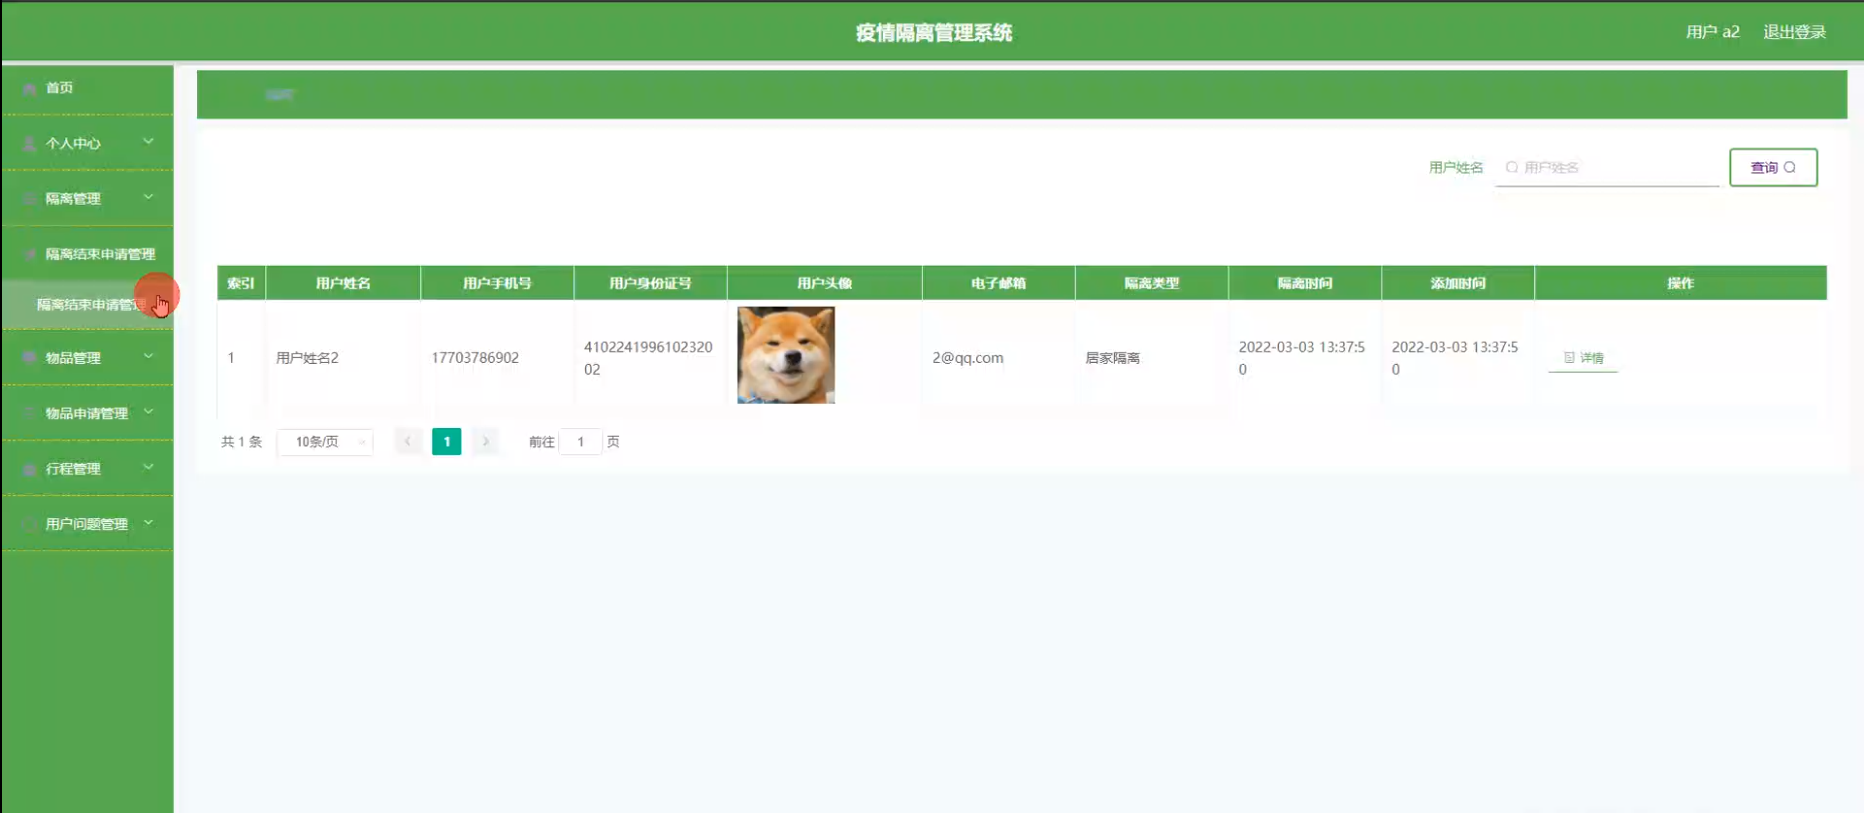 疫情隔离管理系统
用户 a2
退出登录
首页
个人中心
隔离管理
隔离结束申请管理
隔离结束申请管理
物品管理
物品申请管理
行程管理
用户问题管理
用户姓名
用户姓名
查询
索引 用户姓名 用户手机号 用户身份证号 用户头像 电子邮箱 隔离类型 隔离时间 添加时间 操作
1 用户姓名2 17703786902 4102241996102320
02
2@qq.com 居家隔离 2022-03-03 13:37:5
0
2022-03-03 13:37:5
0
详情
共 1 条 10条/页 1 前往 1 页